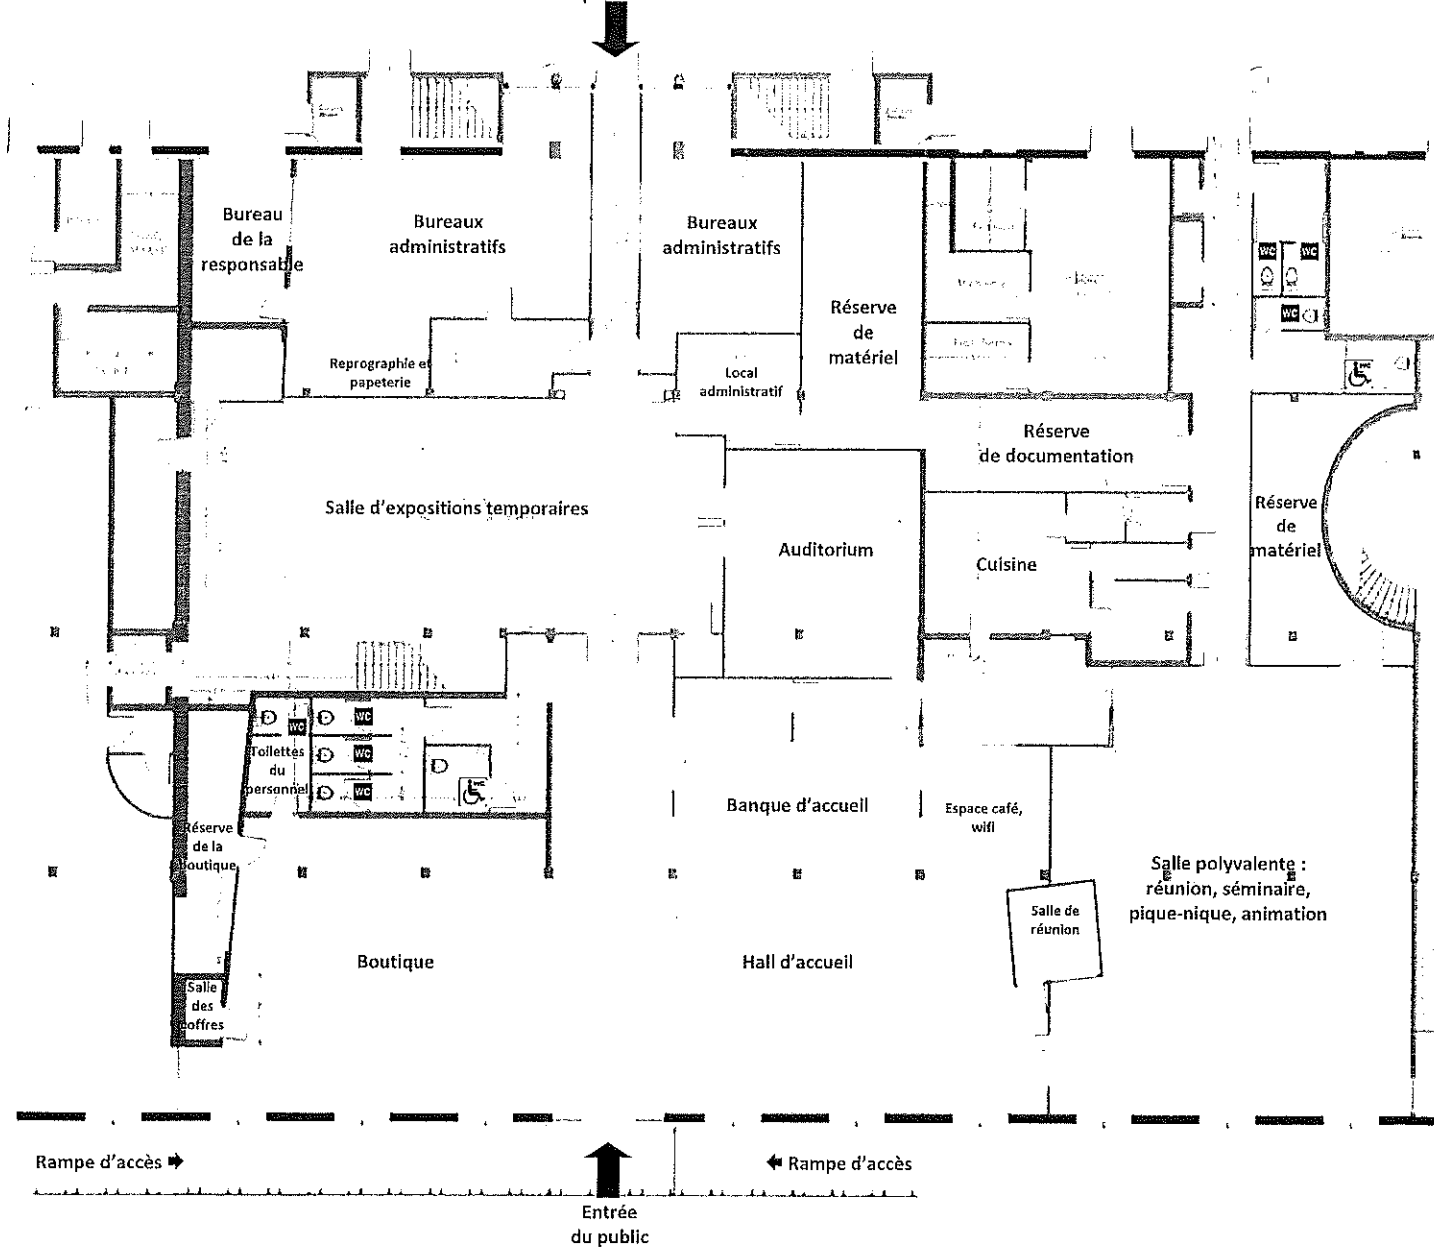 Bureau
de la
responsable
Bureaux
administratifs
Bureaux
administratifs
Réserve
de
matériel
WC
WC
WC
WC
Reprographie et
papeterie
Local
administratif
Réserve
de documentation
Salle d'expositions temporaires
Auditorium
Cuisine
Réserve
de
matériel
WC
WC
WC
WC
WC
Toilettes
du
personnel
Réserve
de la
boutique
Banque d'accueil
Espace café,
wifi
Salle polyvalente :
réunion, séminaire,
pique-nique, animation
Salle de
réunion
Boutique
Hall d'accueil
Salle
des
coffres
Rampe d'accès
Rampe d'accès
Entrée
du public